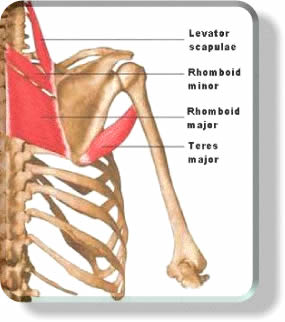 Levator
scapulae
Rhomboid
minor
Rhomboid
major
Teres
major